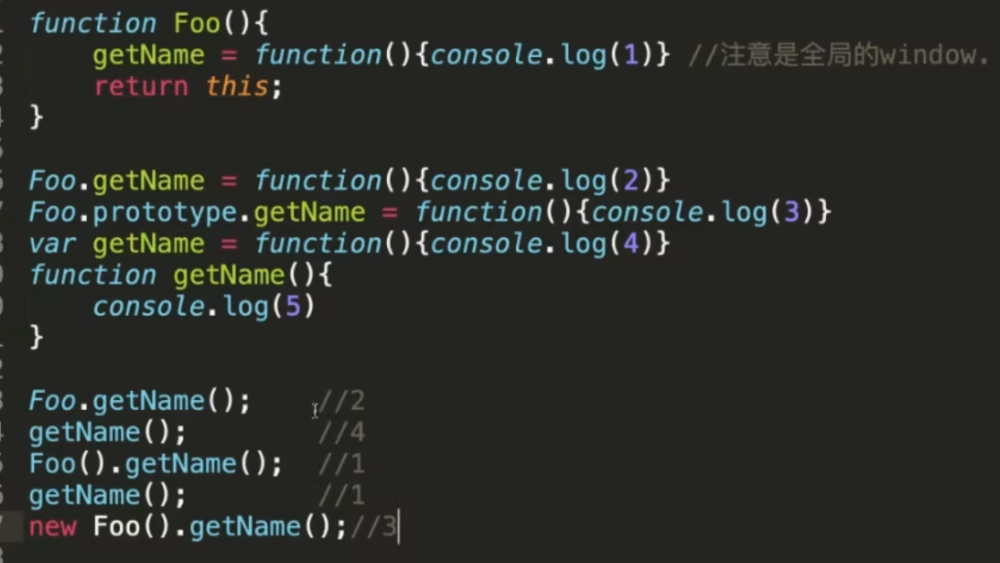 function Foo(){
    getName = function(){console.log(1)} //注意是全局的window.
    return this;
}

Foo.getName = function(){console.log(2)}
Foo.prototype.getName = function(){console.log(3)}
var getName = function(){console.log(4)}
function getName(){
    console.log(5)
}

Foo.getName();    //2
getName();        //4
Foo().getName();  //1
getName();        //1
new Foo().getName();//3